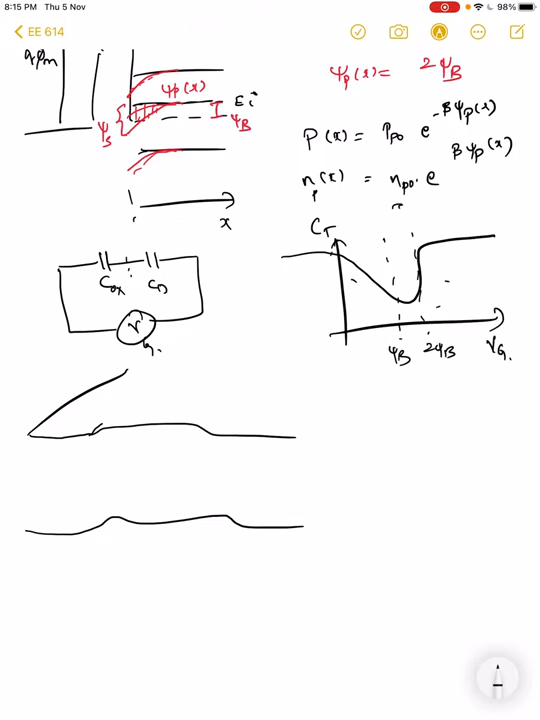 8:15 PM Thu 5 Nov
98%
EE 614
qφm
ψp(x)
Ei
ψs
ψB
x
ψp(x) = 2ψB
P(x) = Ppo e^-βψp(x)
np(x) = npo. e^βψp(x)
CT
ψB
2ψB
VG.
Cox
CD
V
G.